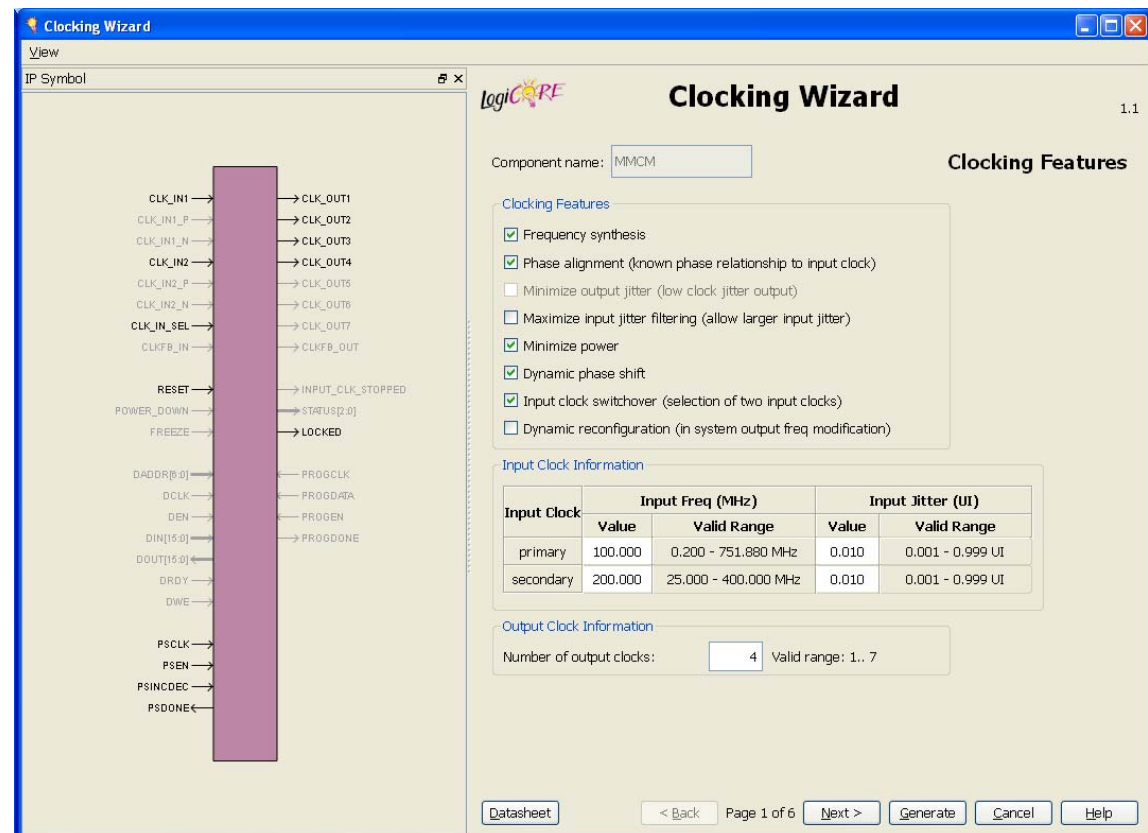 Clocking Wizard
View
IP Symbol
CLK_IN1
CLK_IN1_P
CLK_IN1_N
CLK_IN2
CLK_IN2_P
CLK_IN2_N
CLK_IN_SEL
CLKFB_IN
RESET
POWER_DOWN
FREEZE
DADDR[6:0]
DCLK
DEN
DIN[15:0]
DOUT[15:0]
DRDY
DWE
PSCLK
PSEN
PSINCDEC
PSDONE
CLK_OUT1
CLK_OUT2
CLK_OUT3
CLK_OUT4
CLK_OUT5
CLK_OUT6
CLK_OUT7
CLKFB_OUT
INPUT_CLK_STOPPED
STATUS[2:0]
LOCKED
PROGCLK
PROGDATA
PROGEN
PROGDONE
LogiCORE
Clocking Wizard
1.1
Component name: MMCM
Clocking Features
Clocking Features
Frequency synthesis
Phase alignment (known phase relationship to input clock)
Minimize output jitter (low clock jitter output)
Maximize input jitter filtering (allow larger input jitter)
Minimize power
Dynamic phase shift
Input clock switchover (selection of two input clocks)
Dynamic reconfiguration (in system output freq modification)
Input Clock Information
Input Clock Input Freq (MHz) Input Jitter (UI)
Value Valid Range Value Valid Range
primary 100.000 0.200 - 751.880 MHz 0.010 0.001 - 0.999 UI
secondary 200.000 25.000 - 400.000 MHz 0.010 0.001 - 0.999 UI
Output Clock Information
Number of output clocks: 4 Valid range: 1.. 7
Datasheet < Back Page 1 of 6 Next > Generate Cancel Help